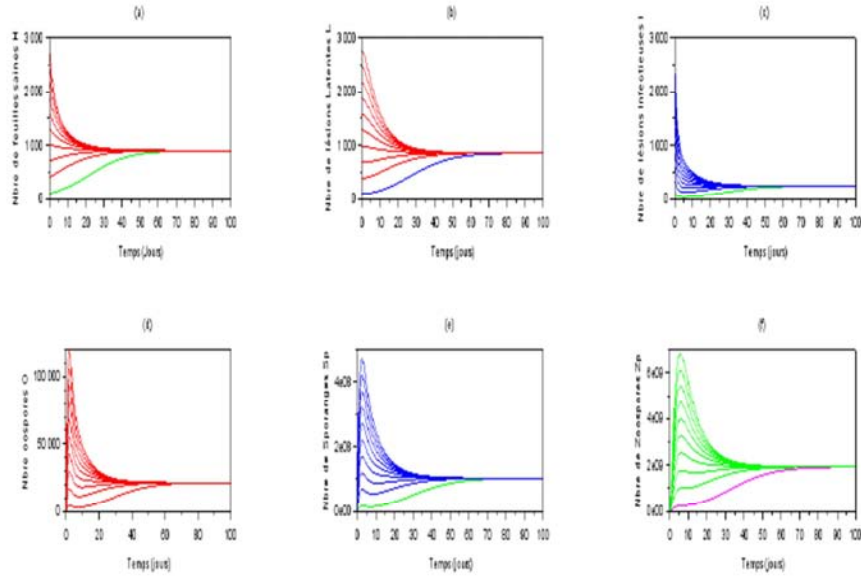 (a)
(b)
(c)
Nbre de feuilles saines H
3 000
2 000
1 000
0
0 10 20 30 40 50 60 70 80 90 100
Temps (Jours)
Nbre de lésions Latentes L
3 000
2 000
1 000
0
0 10 20 30 40 50 60 70 80 90 100
Temps (jours)
Nbre de lésions Infectieuses I
3 000
2 000
1 000
0
0 10 20 30 40 50 60 70 80 90 100
Temps (jours)
(d)
(e)
(f)
Nbre oospores O
100 000
50 000
0
0 20 40 60 80 100
Temps (jours)
Nbre de Sporanges Sp
4e08
2e08
0e00
0 10 20 30 40 50 60 70 80 90 100
Temps (jours)
Nbre de Zoospores Zp
6e09
4e09
2e09
0e00
0 10 20 30 40 50 60 70 80 90 100
Temps (jours)